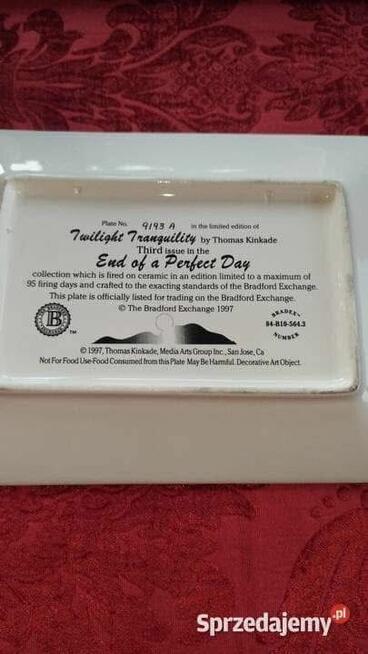 Plate No. 9193 A in the limited edition of
Twilight Tranquility by Thomas Kinkade
Third issue in the
End of a Perfect Day
collection which is fired on ceramic in an edition limited to a maximum of
95 firing days and crafted to the exacting standards of the Bradford Exchange.
This plate is officially listed for trading on the Bradford Exchange.
© The Bradford Exchange 1997
B
TM
BRADEX
84-B10-564.3
NUMBER
© 1997, Thomas Kinkade, Media Arts Group Inc., San Jose, Ca
Not For Food Use-Food Consumed from this Plate May Be Harmful. Decorative Art Object.
Sprzedajemy.pl